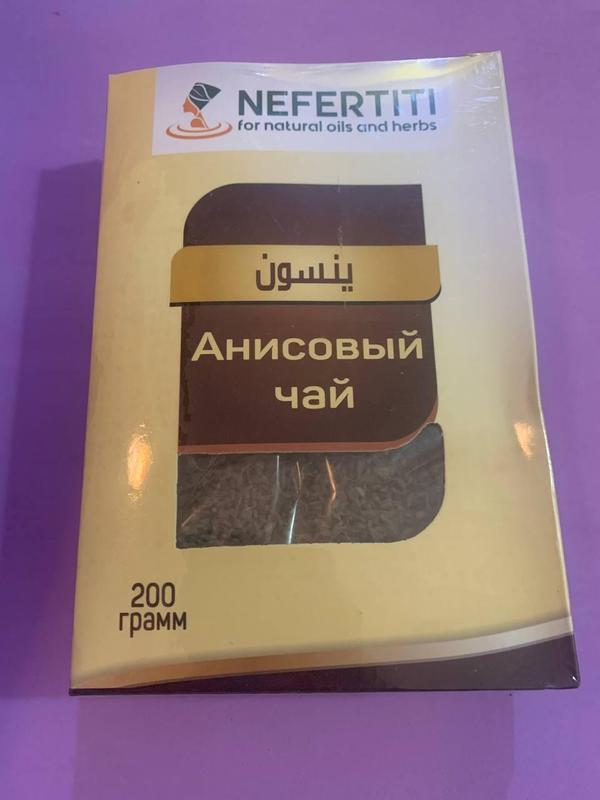 NEFERTITI
for natural oils and herbs
ينسون
Анисовый
чай
200
грамм